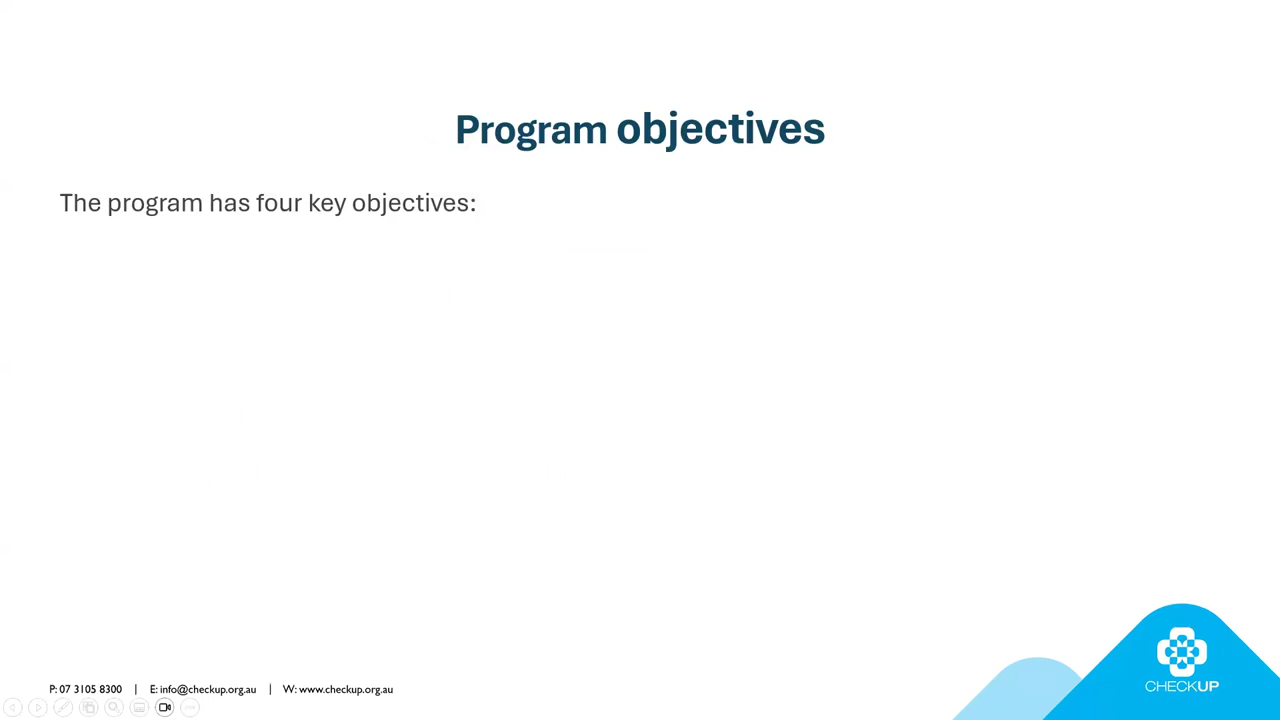 Program objectives
The program has four key objectives:
P: 07 3105 8300 | E: info@checkup.org.au | W: www.checkup.org.au
CHECKUP